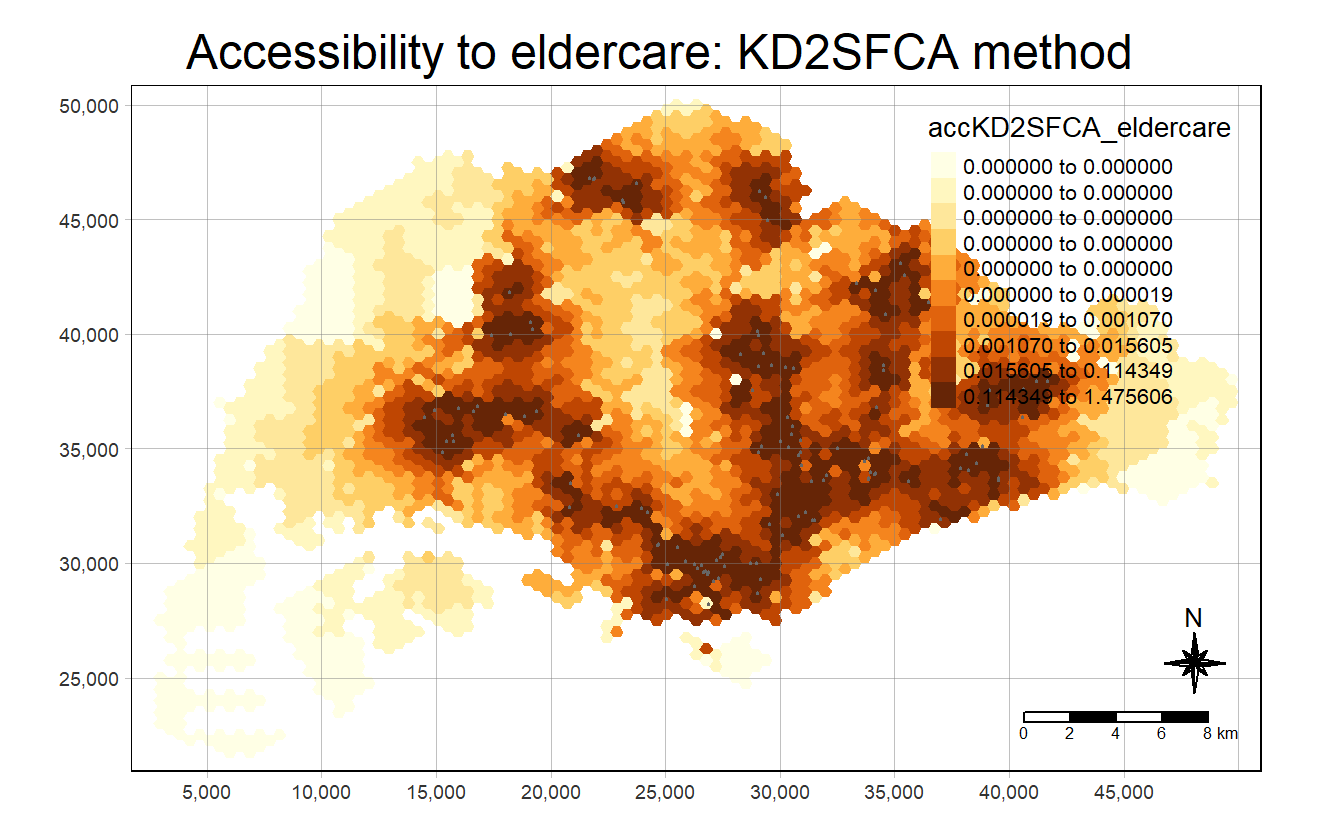 Accessibility to eldercare: KD2SFCA method
accKD2SFCA_eldercare
0.000000 to 0.000000
0.000000 to 0.000000
0.000000 to 0.000000
0.000000 to 0.000000
0.000000 to 0.000000
0.000000 to 0.000019
0.000019 to 0.001070
0.001070 to 0.015605
0.015605 to 0.114349
0.114349 to 1.475606
50,000
45,000
40,000
35,000
30,000
25,000
N
0 2 4 6 8 km
5,000 10,000 15,000 20,000 25,000 30,000 35,000 40,000 45,000